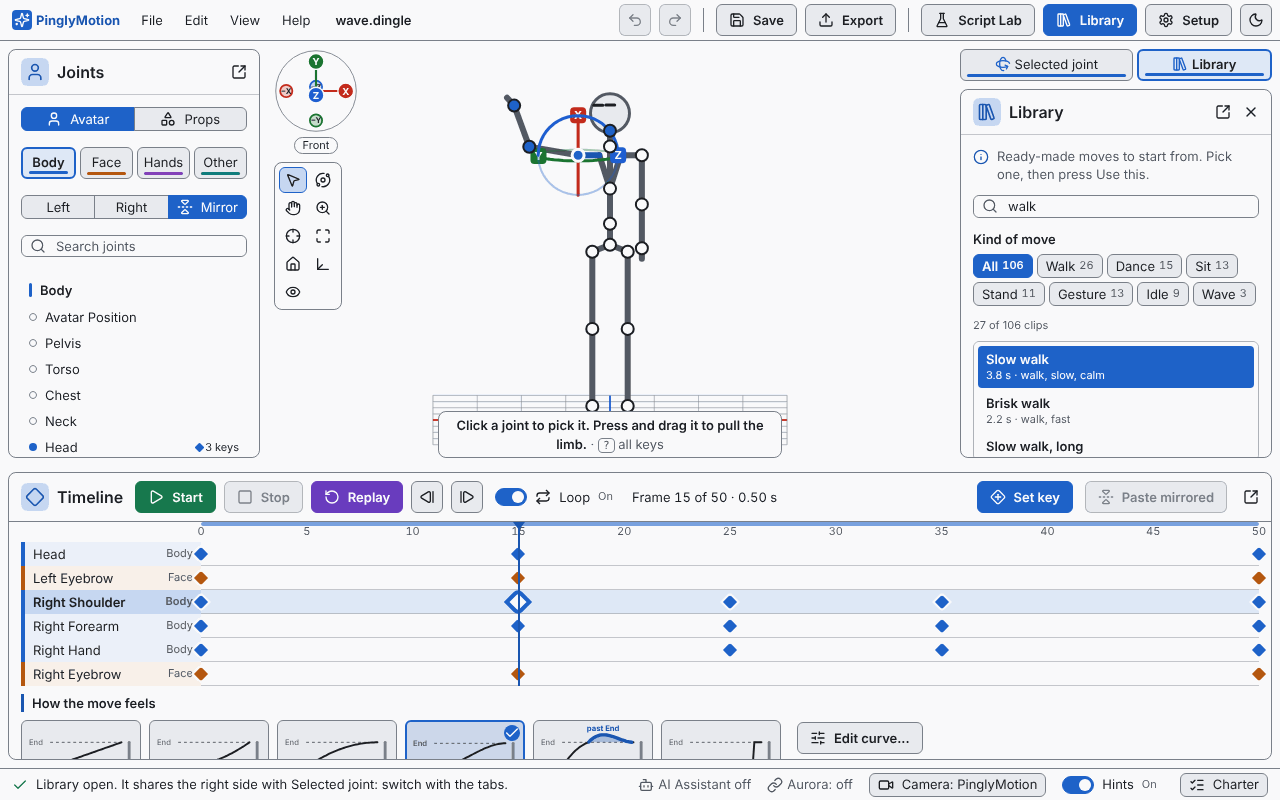 PinglyMotion File Edit View Help wave.dingle Save Export Script Lab Library Setup
Joints
Avatar Props
Body Face Hands Other
Left Right Mirror
Search joints
Body
Avatar Position
Pelvis
Torso
Chest
Neck
Head 3 keys
Y
-X Z X
-Y
Front
X
Y Z
Click a joint to pick it. Press and drag it to pull the
limb. · ? all keys
Selected joint Library
Library
Ready-made moves to start from. Pick
one, then press Use this.
walk
Kind of move
All 106 Walk 26 Dance 15 Sit 13
Stand 11 Gesture 13 Idle 9 Wave 3
27 of 106 clips
Slow walk
3.8 s · walk, slow, calm
Brisk walk
2.2 s · walk, fast
Slow walk, long
Timeline Start Stop Replay Loop On Frame 15 of 50 · 0.50 s Set key Paste mirrored
0 5 10 15 20 25 30 35 40 45 50
Head Body
Left Eyebrow Face
Right Shoulder Body
Right Forearm Body
Right Hand Body
Right Eyebrow Face
How the move feels
End End End End End past End End Edit curve...
Library open. It shares the right side with Selected joint: switch with the tabs. AI Assistant off Aurora: off Camera: PinglyMotion Hints On Charter